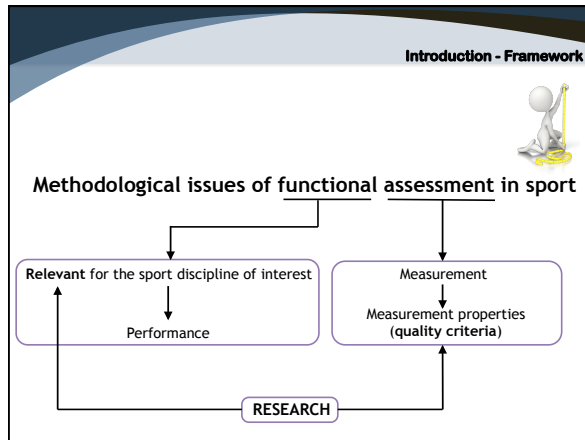 Introduction - Framework
Methodological issues of functional assessment in sport
Relevant for the sport discipline of interest
Performance
Measurement
Measurement properties
(quality criteria)
RESEARCH